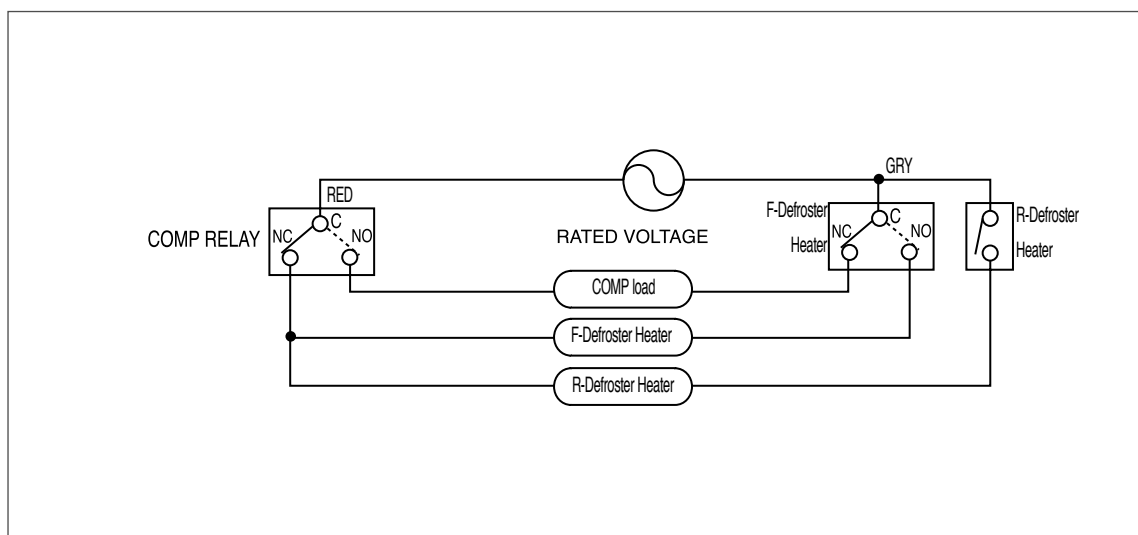 GRY
RED
COMP RELAY
NC
C
NO
RATED VOLTAGE
F-Defroster
Heater
NC
C
NO
R-Defroster
Heater
COMP load
F-Defroster Heater
R-Defroster Heater